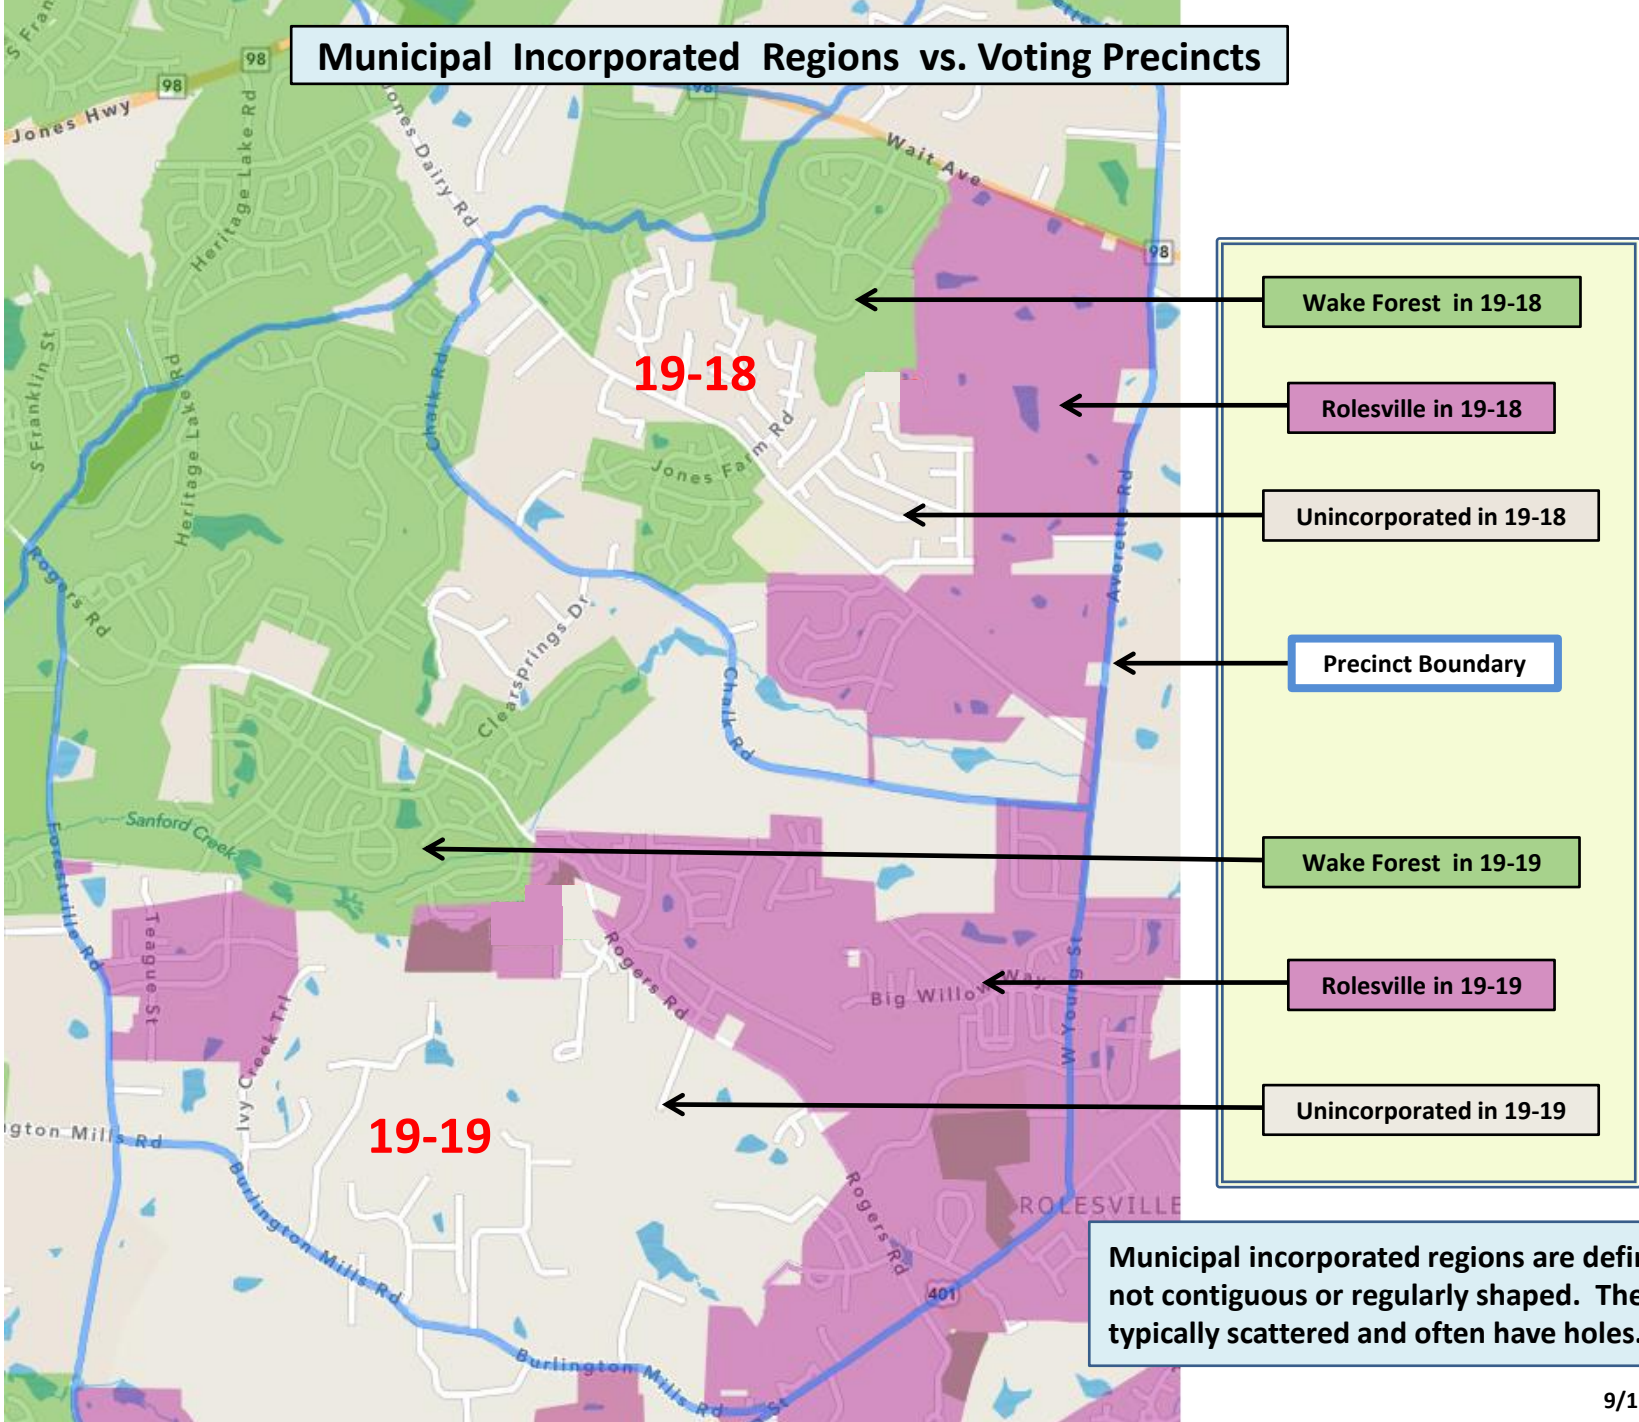 Municipal Incorporated Regions vs. Voting Precincts
98
98
98
Jones Hwy
Heritage Lake Rd
Jones Dairy Rd
Wait Ave
98
S Franklin St
Heritage Lake Rd
Chalk Rd
19-18
Jones Farm Rd
Averette Rd
Rogers Rd
Clearsprings Dr
Chalk Rd
Sanford Creek
Forestville Rd
Teague St
Ivy Creek Trl
Rogers Rd
Big Willow Way
W Young St
19-19
Burlington Mills Rd
Rogers Rd
ROLESVILLE
401
Burlington Mills Rd
St
Wake Forest in 19-18
Rolesville in 19-18
Unincorporated in 19-18
Precinct Boundary
Wake Forest in 19-19
Rolesville in 19-19
Unincorporated in 19-19
Municipal incorporated regions are defin
not contiguous or regularly shaped. The
typically scattered and often have holes.
9/1